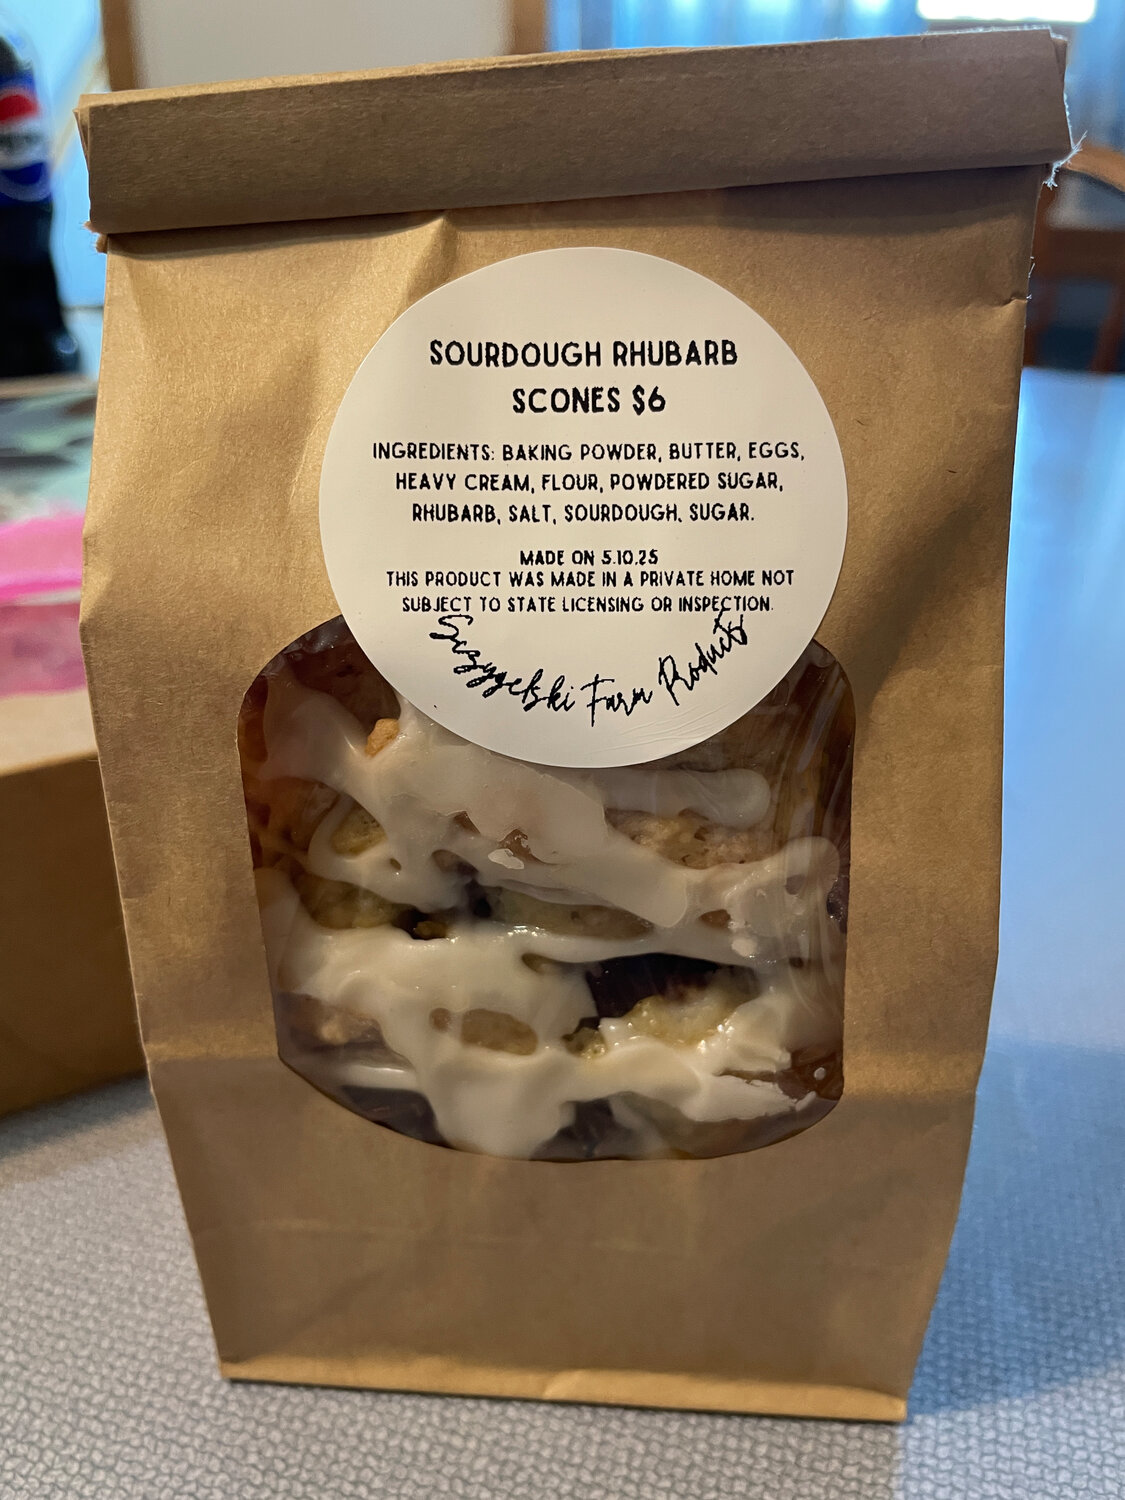 SOURDOUGH RHUBARB
SCONES $6
INGREDIENTS: BAKING POWDER, BUTTER, EGGS,
HEAVY CREAM, FLOUR, POWDERED SUGAR,
RHUBARB, SALT, SOURDOUGH, SUGAR.
MADE ON 5.10.25
THIS PRODUCT WAS MADE IN A PRIVATE HOME NOT
SUBJECT TO STATE LICENSING OR INSPECTION.
Farm Products